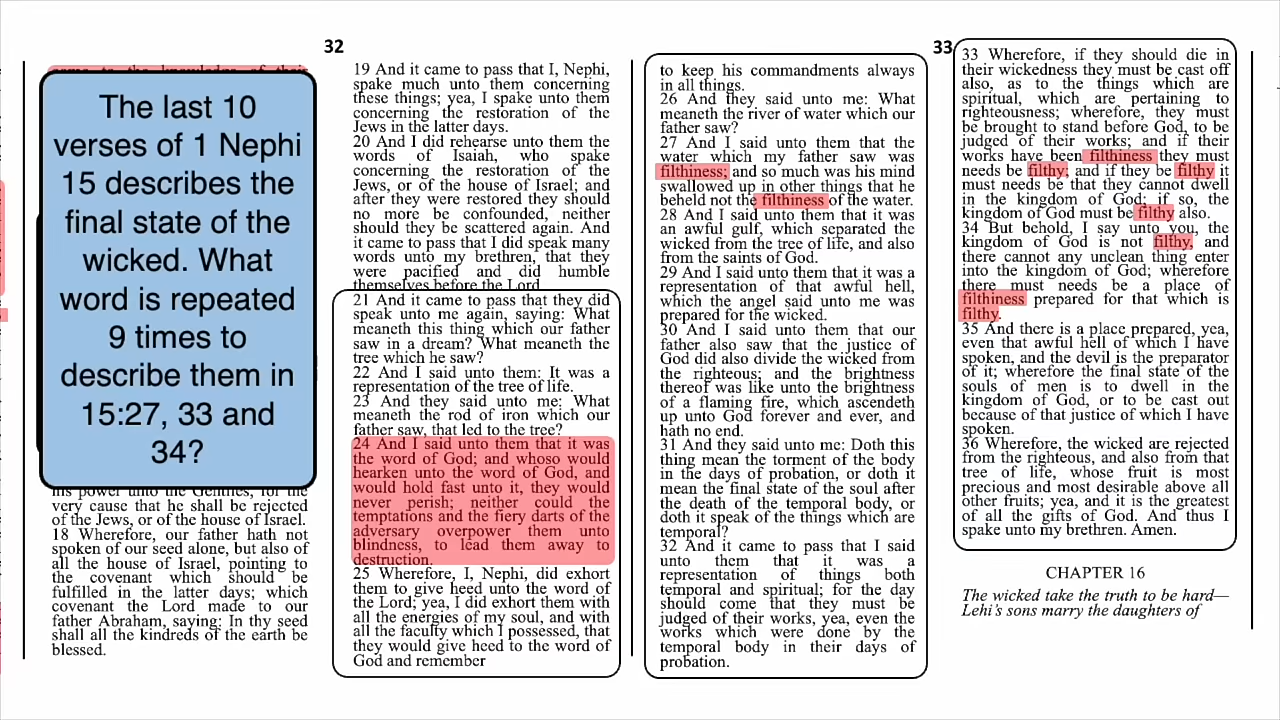 The last 10
verses of 1 Nephi
15 describes the
final state of the
wicked. What
word is repeated
9 times to
describe them in
15:27, 33 and
34?
his power unto the Gentiles, for the
very cause that he shall be rejected
of the Jews, or of the house of Israel.
18 Wherefore, our father hath not
spoken of our seed alone, but also of
all the house of Israel, pointing to
the covenant which should be
fulfilled in the latter days; which
covenant the Lord made to our
father Abraham, saying: In thy seed
shall all the kindreds of the earth be
blessed.
32
19 And it came to pass that I, Nephi,
spake much unto them concerning
these things; yea, I spake unto them
concerning the restoration of the
Jews in the latter days.
20 And I did rehearse unto them the
words of Isaiah, who spake
concerning the restoration of the
Jews, or of the house of Israel; and
after they were restored they should
no more be confounded, neither
should they be scattered again. And
it came to pass that I did speak many
words unto my brethren, that they
were pacified and did humble
themselves before the Lord.
21 And it came to pass that they did
speak unto me again, saying: What
meaneth this thing which our father
saw in a dream? What meaneth the
tree which he saw?
22 And I said unto them: It was a
representation of the tree of life.
23 And they said unto me: What
meaneth the rod of iron which our
father saw, that led to the tree?
24 And I said unto them that it was
the word of God; and whoso would
hearken unto the word of God, and
would hold fast unto it, they would
never perish; neither could the
temptations and the fiery darts of the
adversary overpower them unto
blindness, to lead them away to
destruction.
25 Wherefore, I, Nephi, did exhort
them to give heed unto the word of
the Lord; yea, I did exhort them with
all the energies of my soul, and with
all the faculty which I possessed, that
they would give heed to the word of
God and remember
to keep his commandments always
in all things.
26 And they said unto me: What
meaneth the river of water which our
father saw?
27 And I said unto them that the
water which my father saw was
filthiness; and so much was his mind
swallowed up in other things that he
beheld not the filthiness of the water.
28 And I said unto them that it was
an awful gulf, which separated the
wicked from the tree of life, and also
from the saints of God.
29 And I said unto them that it was a
representation of that awful hell,
which the angel said unto me was
prepared for the wicked.
30 And I said unto them that our
father also saw that the justice of
God did also divide the wicked from
the righteous; and the brightness
thereof was like unto the brightness
of a flaming fire, which ascendeth
up unto God forever and ever, and
hath no end.
31 And they said unto me: Doth this
thing mean the torment of the body
in the days of probation, or doth it
mean the final state of the soul after
the death of the temporal body, or
doth it speak of the things which are
temporal?
32 And it came to pass that I said
unto them that it was a
representation of things both
temporal and spiritual; for the day
should come that they must be
judged of their works, yea, even the
works which were done by the
temporal body in their days of
probation.
33
33 Wherefore, if they should die in
their wickedness they must be cast off
also, as to the things which are
spiritual, which are pertaining to
righteousness; wherefore, they must
be brought to stand before God, to be
judged of their works; and if their
works have been filthiness they must
needs be filthy; and if they be filthy it
must needs be that they cannot dwell
in the kingdom of God; if so, the
kingdom of God must be filthy also.
34 But behold, I say unto you, the
kingdom of God is not filthy, and
there cannot any unclean thing enter
into the kingdom of God; wherefore
there must needs be a place of
filthiness prepared for that which is
filthy.
35 And there is a place prepared, yea,
even that awful hell of which I have
spoken, and the devil is the preparator
of it; wherefore the final state of the
souls of men is to dwell in the
kingdom of God, or to be cast out
because of that justice of which I have
spoken.
36 Wherefore, the wicked are rejected
from the righteous, and also from that
tree of life, whose fruit is most
precious and most desirable above all
other fruits; yea, and it is the greatest
of all the gifts of God. And thus I
spake unto my brethren. Amen.
CHAPTER 16
The wicked take the truth to be hard—
Lehi's sons marry the daughters of